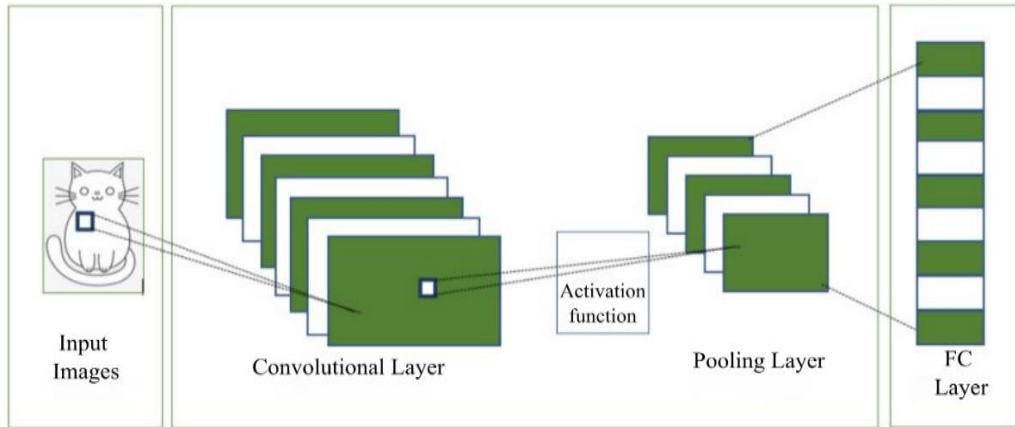 Input
Images
Convolutional Layer
Activation
function
Pooling Layer
FC
Layer